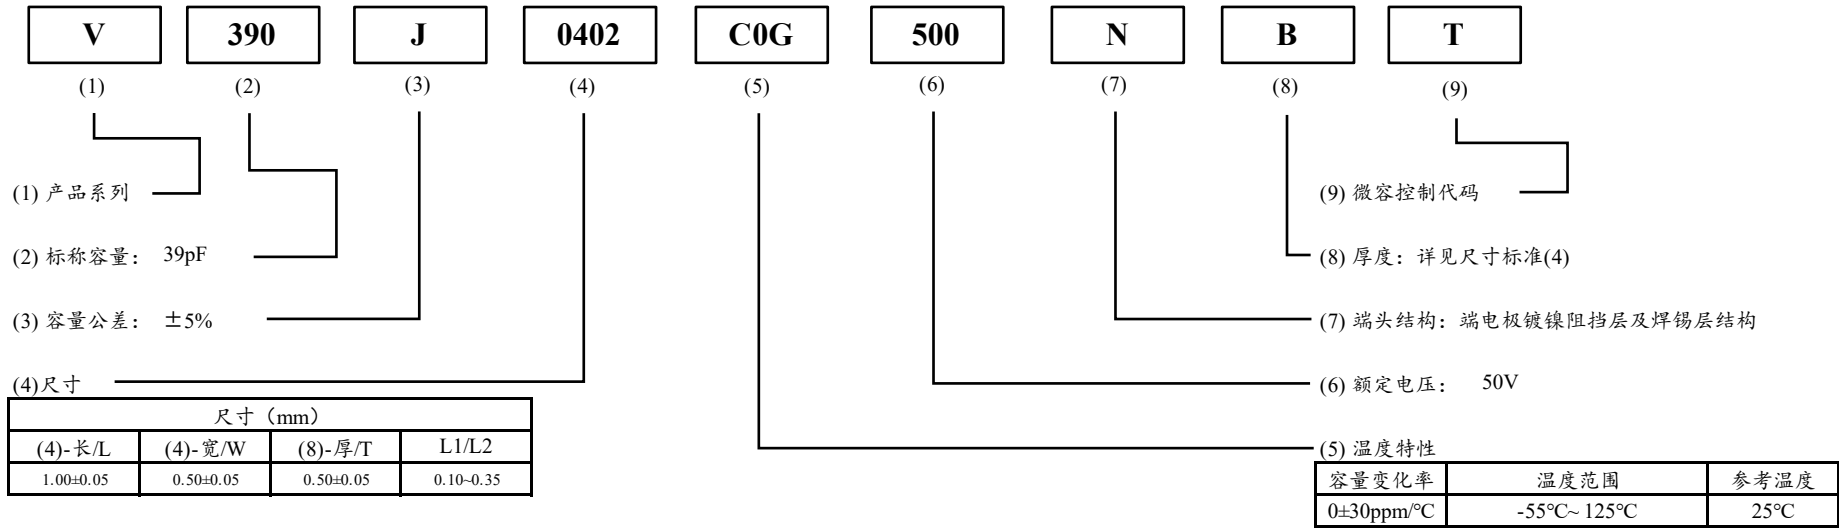 V 390 J 0402 C0G 500 N B T
(1) (2) (3) (4) (5) (6) (7) (8) (9)
(1) 产品系列
(9) 微容控制代码
(2) 标称容量： 39pF
(8) 厚度：详见尺寸标准(4)
(3) 容量公差： ±5%
(7) 端头结构：端电极镀镍阻挡层及焊锡层结构
(4)尺寸
(6) 额定电压： 50V
尺寸（mm）
(4)-长/L (4)-宽/W (8)-厚/T L1/L2
1.00±0.05 0.50±0.05 0.50±0.05 0.10~0.35
(5) 温度特性
容量变化率 温度范围 参考温度
0±30ppm/℃ -55℃~ 125℃ 25℃